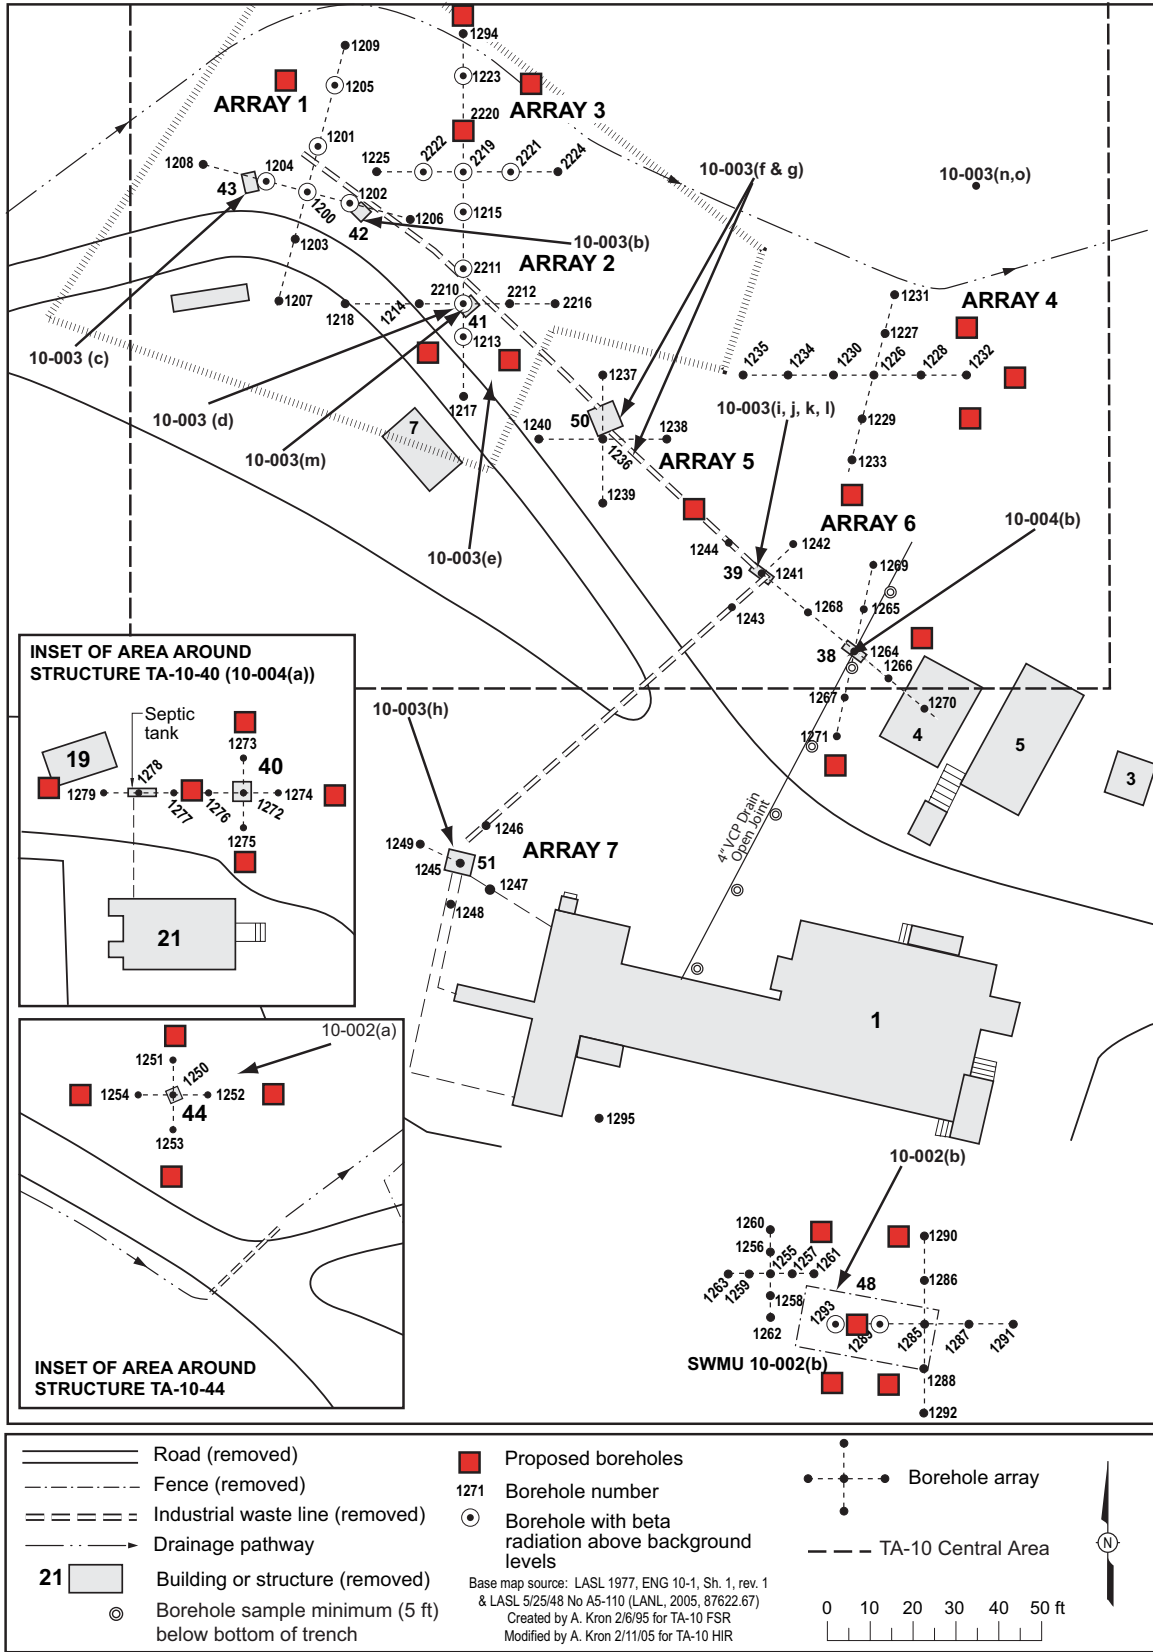 1294
1209
1205
1223
ARRAY 1
ARRAY 3
2220
1201
2222
2219
2221
2224
1225
1208
1204
43
1202
1200
42
1206
1215
10-003(f & g)
10-003(n,o)
1203
10-003(b)
2211
ARRAY 2
1207
1218
1214
2210
41
2212
2216
1213
1231
ARRAY 4
1227
10-003 (c)
1235
1234
1230
1226
1228
1232
1237
1217
10-003 (d)
10-003(i, j, k, l)
7
50
1240
1238
1229
1236
ARRAY 5
10-003(m)
1233
1239
ARRAY 6
10-004(b)
10-003(e)
1244
1242
39
1241
1269
1243
1268
1265
38
1264
1266
1267
1270
1271
4
5
3
INSET OF AREA AROUND
STRUCTURE TA-10-40 (10-004(a))
Septic
tank
19
1273
1278
40
1279
1277
1276
1272
1274
1275
21
10-003(h)
4" VCP Drain
Open Joint
1246
1249
ARRAY 7
1245
51
1247
1248
1
10-002(a)
1251
1250
1254
1252
44
1253
INSET OF AREA AROUND
STRUCTURE TA-10-44
1295
10-002(b)
1260
1256
1255
1257
1261
1263
1259
1258
1262
48
1290
1286
1293
1289
1285
1287
1291
SWMU 10-002(b)
1288
1292
Road (removed)
Fence (removed)
Industrial waste line (removed)
Drainage pathway
21
Building or structure (removed)
Borehole sample minimum (5 ft)
below bottom of trench
Proposed boreholes
1271
Borehole number
Borehole with beta
radiation above background
levels
Base map source: LASL 1977, ENG 10-1, Sh. 1, rev. 1
& LASL 5/25/48 No A5-110 (LANL, 2005, 87622.67)
Created by A. Kron 2/6/95 for TA-10 FSR
Modified by A. Kron 2/11/05 for TA-10 HIR
Borehole array
TA-10 Central Area
N
0 10 20 30 40 50 ft